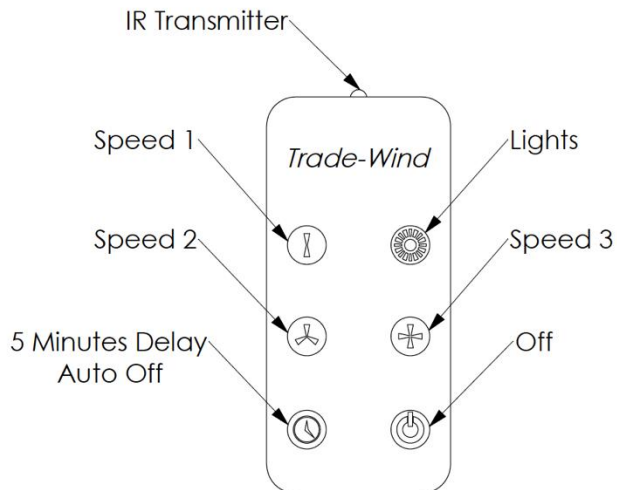 IR Transmitter
Speed 1
Trade-Wind
Lights
Speed 2
Speed 3
5 Minutes Delay
Auto Off
Off